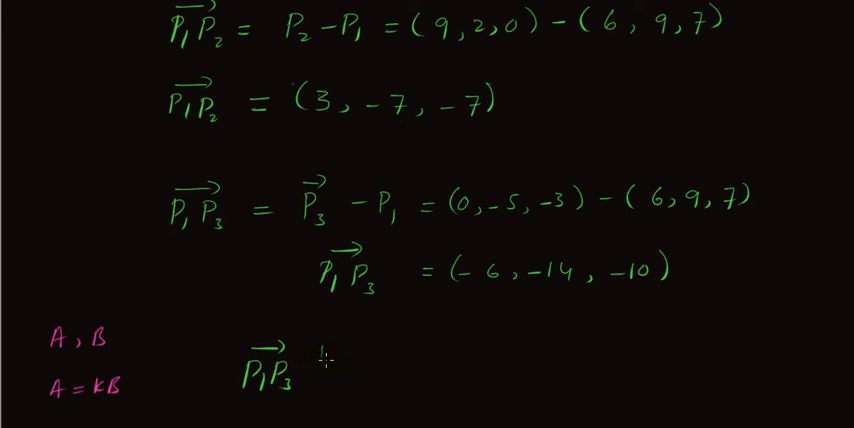 P₁P₂ = P₂ - P₁ = (9, 2, 0) - (6, 9, 7)
P₁P₂ = (3, -7, -7)
P₁P₃ = P₃ - P₁ = (0, -5, -3) - (6, 9, 7)
P₁P₃ = (-6, -14, -10)
A, B
A = KB
P₁P₃